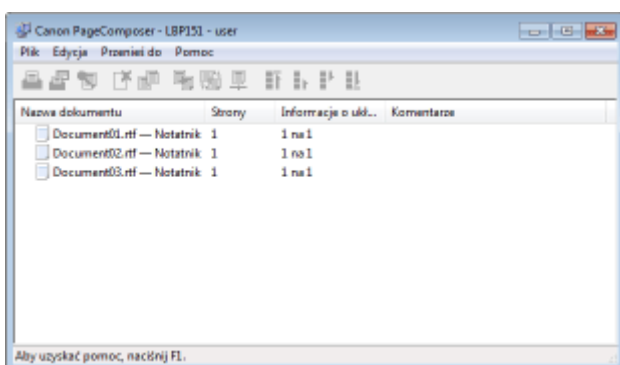 Canon PageComposer - LBP151 - user
Plik Edycja Przenieś do Pomoc
Nazwa dokumentu Strony Informacje o ukł... Komentarze
Document01.rtf — Notatnik 1 1 na 1
Document02.rtf — Notatnik 1 1 na 1
Document03.rtf — Notatnik 1 1 na 1
Aby uzyskać pomoc, naciśnij F1.